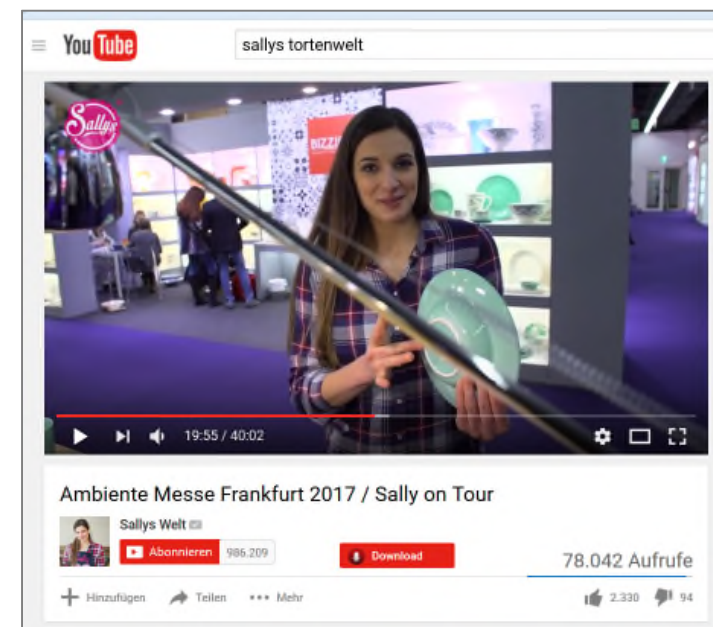 YouTube
sallys tortenwelt
Sally's
BIZZI
19:55 / 40:02
Ambiente Messe Frankfurt 2017 / Sally on Tour
Sallys Welt
Abonnieren 986.209
Download
78.042 Aufrufe
Hinzufügen Teilen Mehr
2.330 94